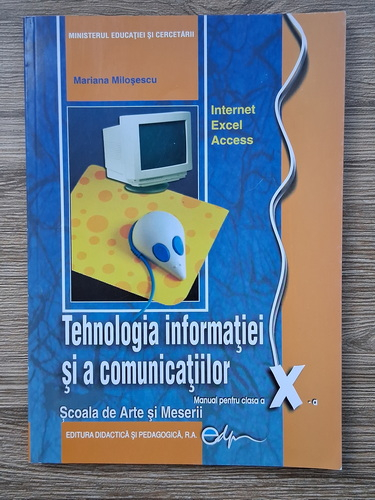 MINISTERUL EDUCAȚIEI ȘI CERCETĂRII
Mariana Miloșescu
Internet
Excel
Access
Tehnologia informației
și a comunicațiilor
Manual pentru clasa a X-a
Școala de Arte și Meserii
EDITURA DIDACTICĂ ȘI PEDAGOGICĂ, R.A.
edp